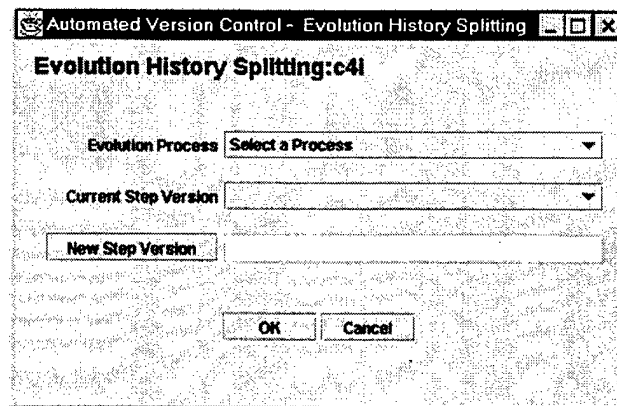 Automated Version Control - Evolution History Splitting
Evolution History Splitting:c4i
Evolution Process Select a Process
Current Step Version
New Step Version
OK Cancel